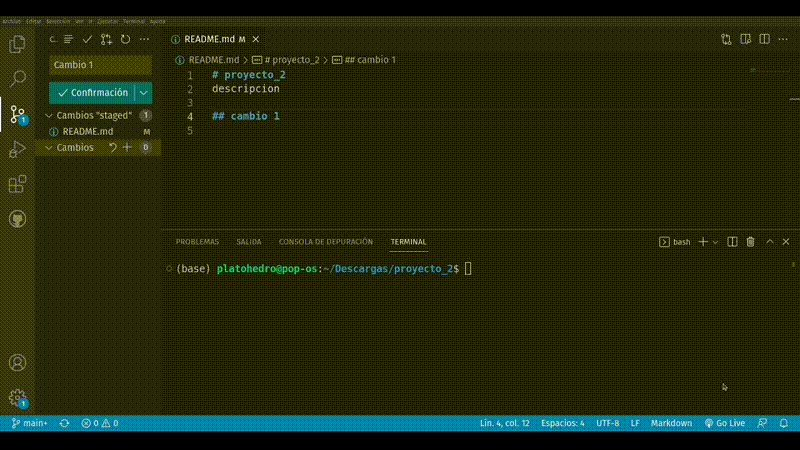 Archivo Editar Selección Ver Ir Ejecutar Terminal Ayuda
C...
README.md M
README.md > # proyecto_2 > ## cambio 1
Cambio 1
Confirmación
Cambios "staged" 1
README.md M
Cambios 0
1 # proyecto_2
2 descripcion
3
4 ## cambio 1
5
1
PROBLEMAS SALIDA CONSOLA DE DEPURACIÓN TERMINAL
bash
(base) platohedro@pop-os:~/Descargas/proyecto_2$
1
main+ 0 0 Lín. 4, col. 12 Espacios: 4 UTF-8 LF Markdown Go Live